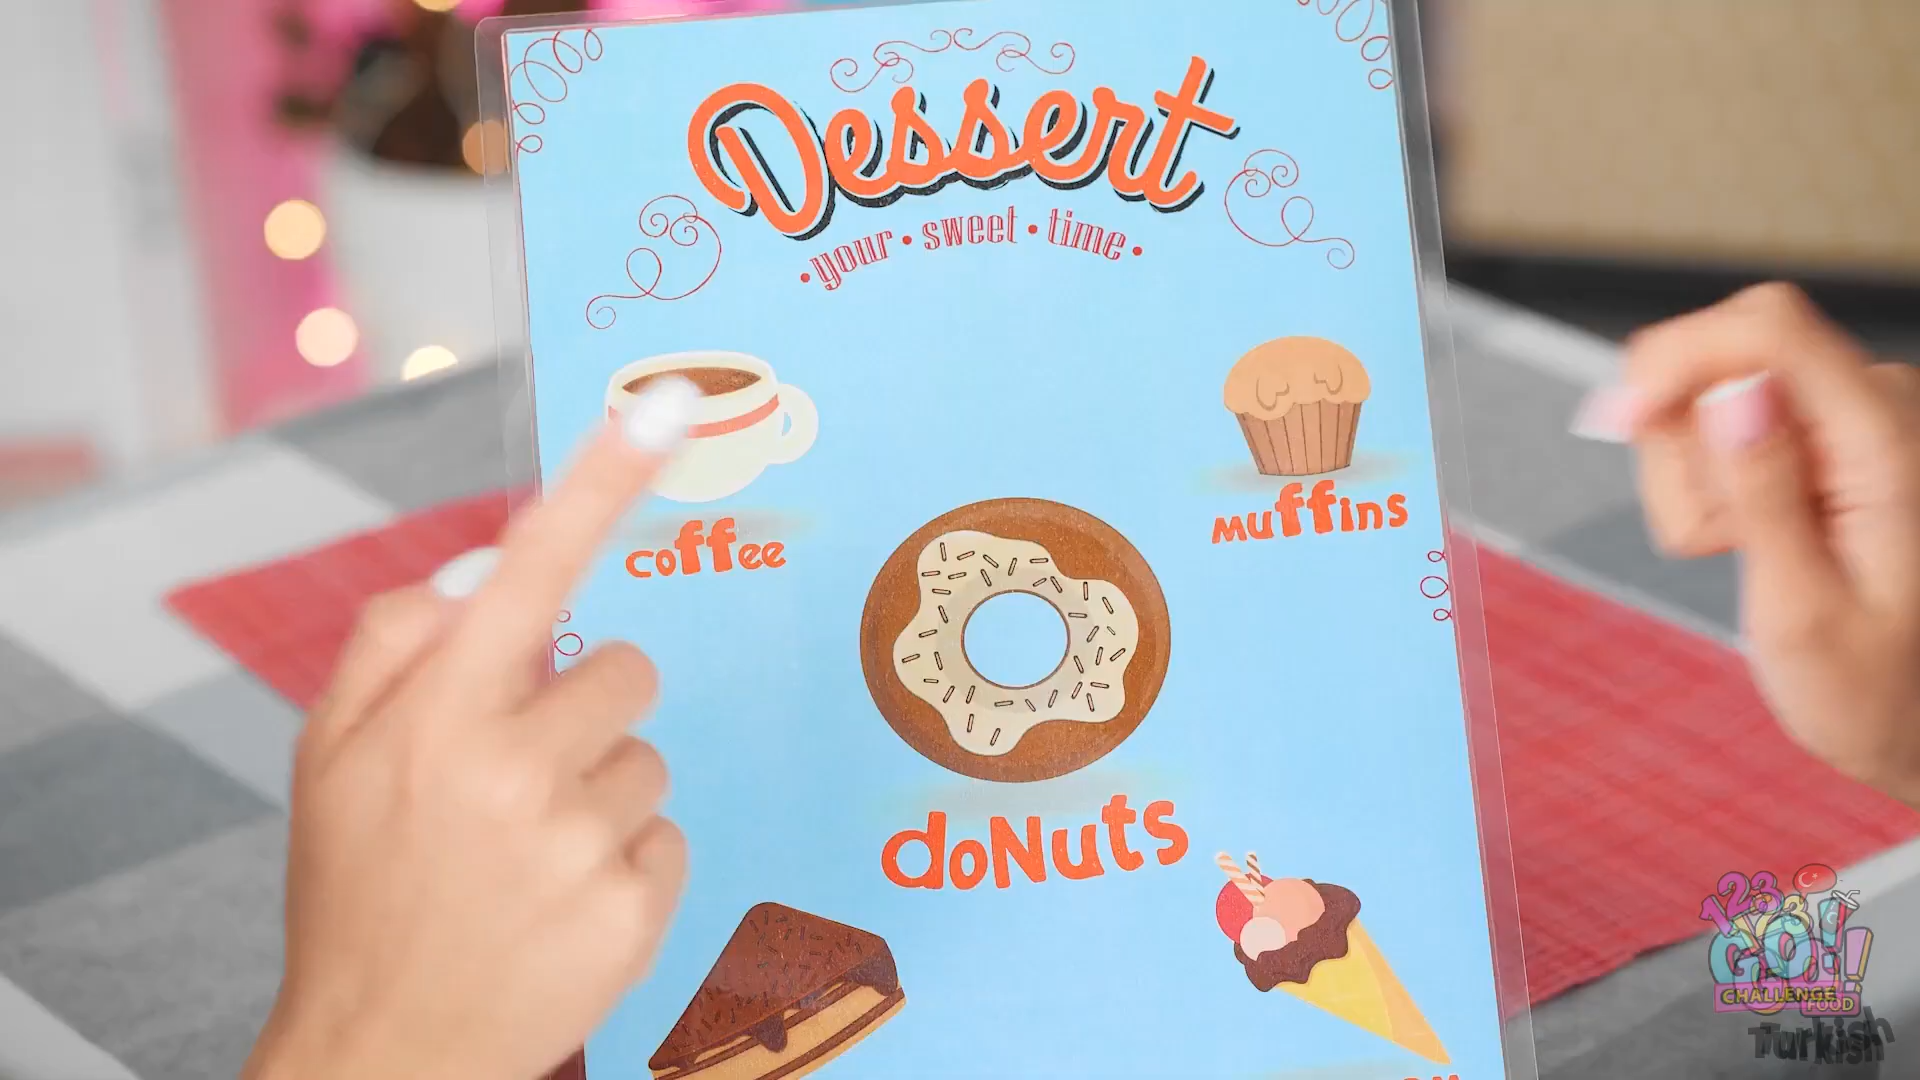 Dessert
• your • sweet • time •
coffee
muffins
doNuts
123
GO!
CHALLENGE
FOOD
Turkish